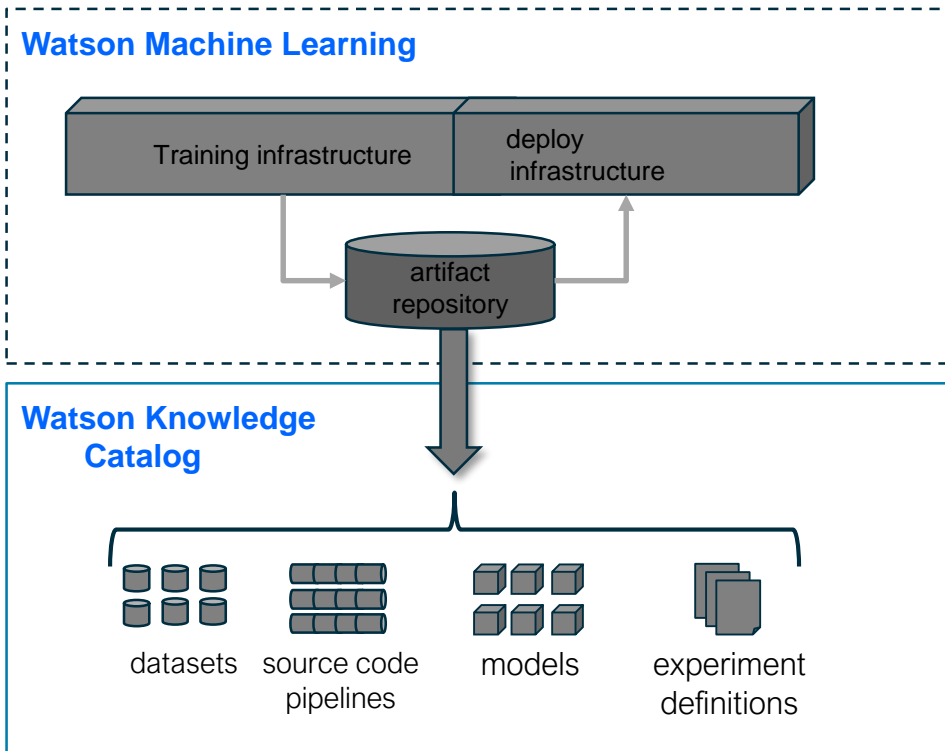 Watson Machine Learning
Training infrastructure
deploy
infrastructure
artifact
repository
Watson Knowledge
Catalog
datasets
source code
pipelines
models
experiment
definitions